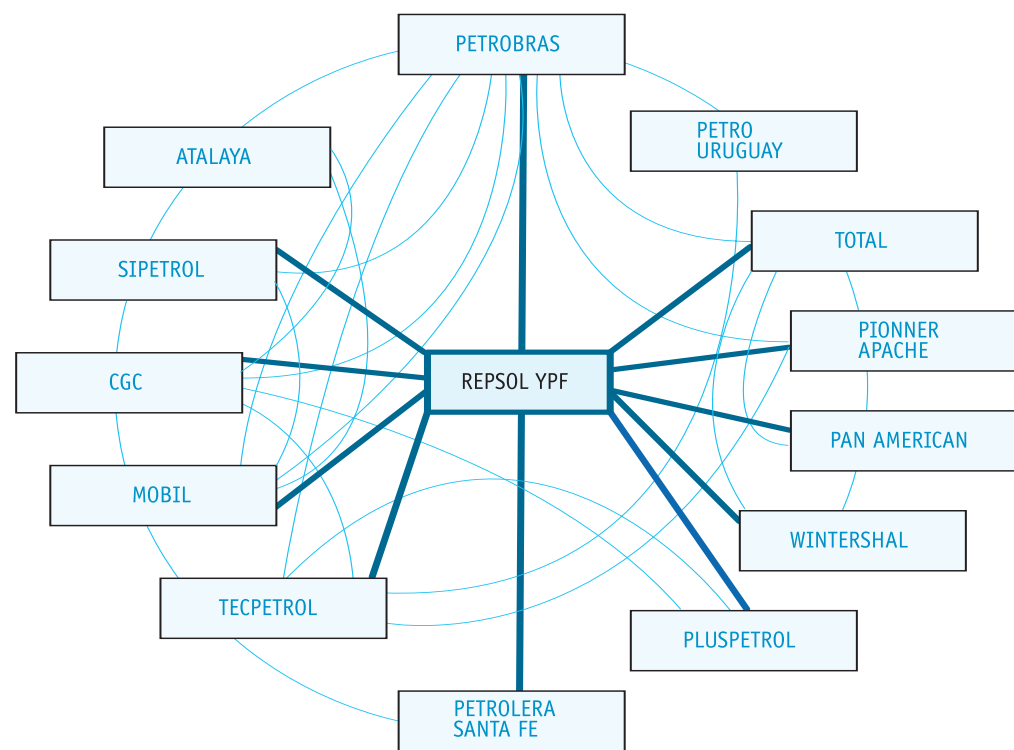 PETROBRAS
PETRO
URUGUAY
ATALAYA
TOTAL
SIPETROL
PIONNER
APACHE
CGC
REPSOL YPF
PAN AMERICAN
MOBIL
WINTERSHAL
TECPETROL
PLUSPETROL
PETROLERA
SANTA FE